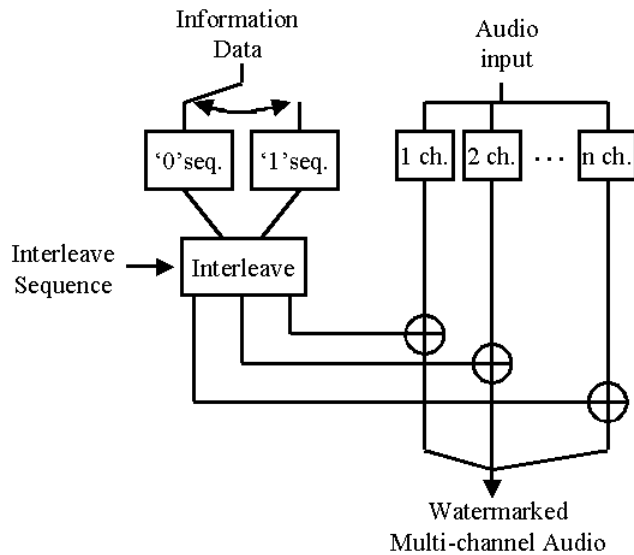 Information
Data
Audio
input
‘0’seq.
‘1’seq.
1 ch.
2 ch.
...
n ch.
Interleave
Sequence
Interleave
Watermarked
Multi-channel Audio